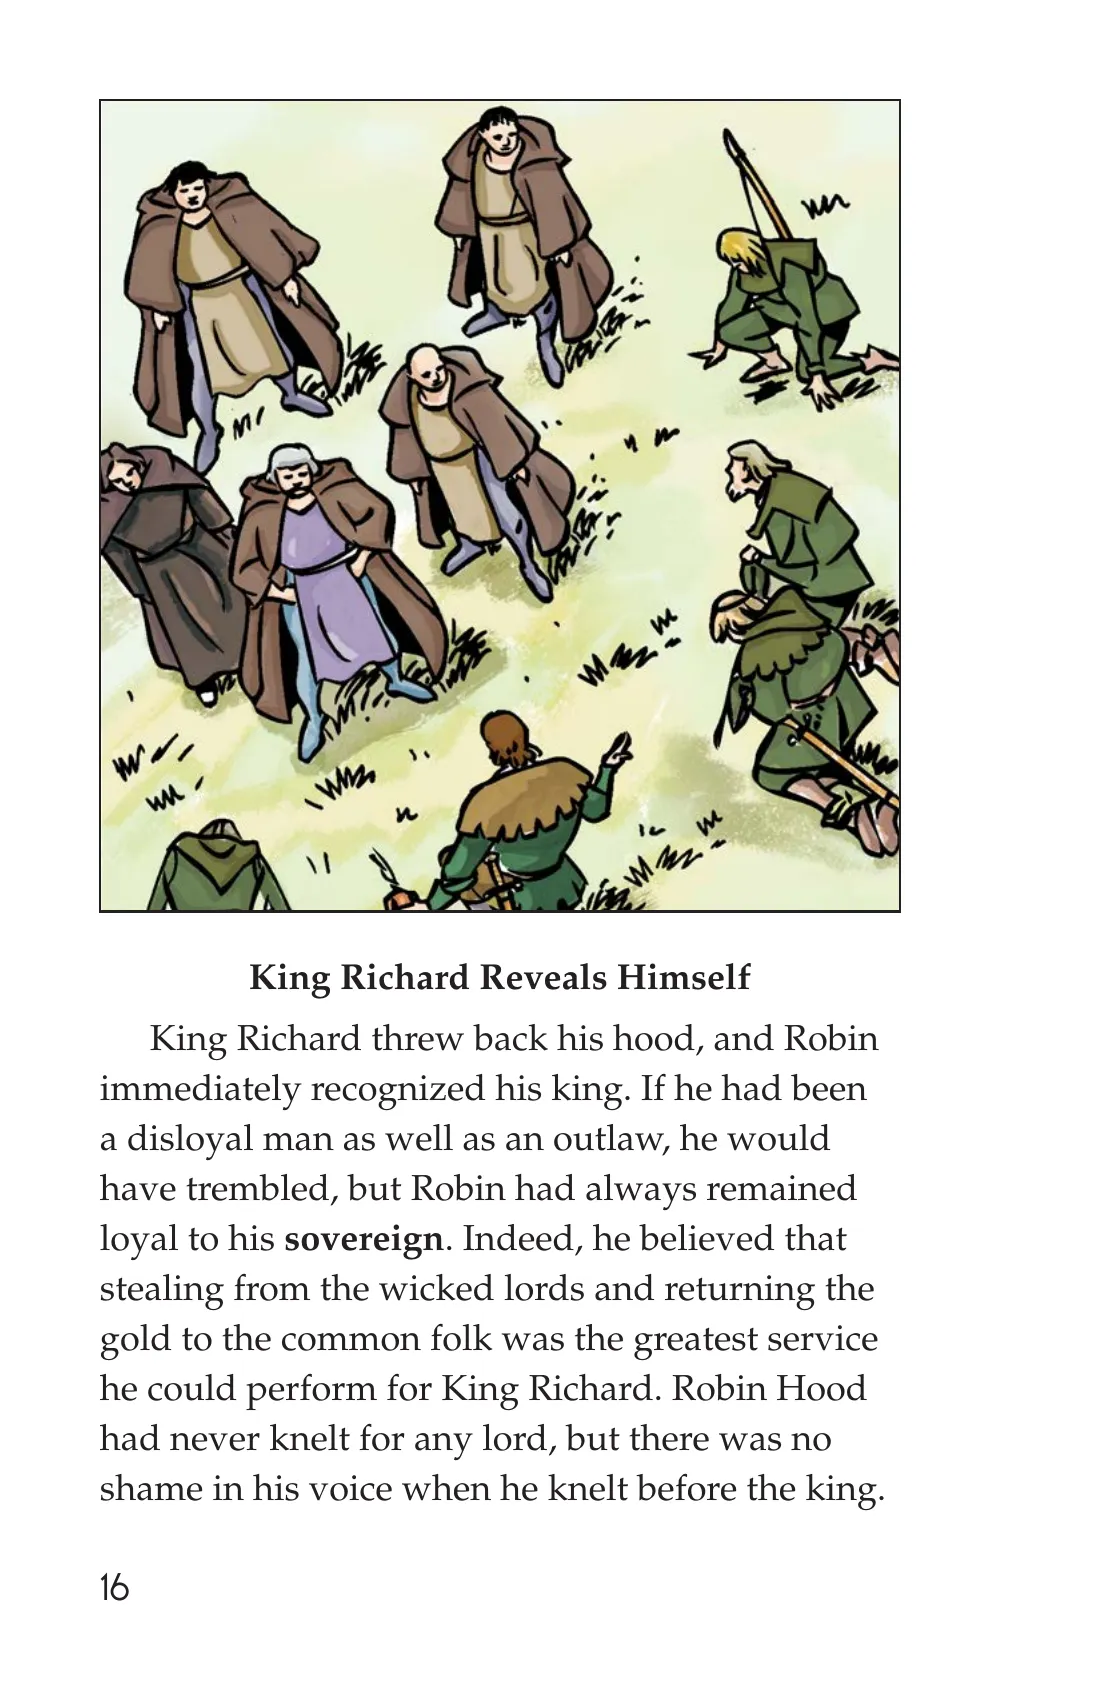 King Richard Reveals Himself
King Richard threw back his hood, and Robin
immediately recognized his king. If he had been
a disloyal man as well as an outlaw, he would
have trembled, but Robin had always remained
loyal to his sovereign. Indeed, he believed that
stealing from the wicked lords and returning the
gold to the common folk was the greatest service
he could perform for King Richard. Robin Hood
had never knelt for any lord, but there was no
shame in his voice when he knelt before the king.
16